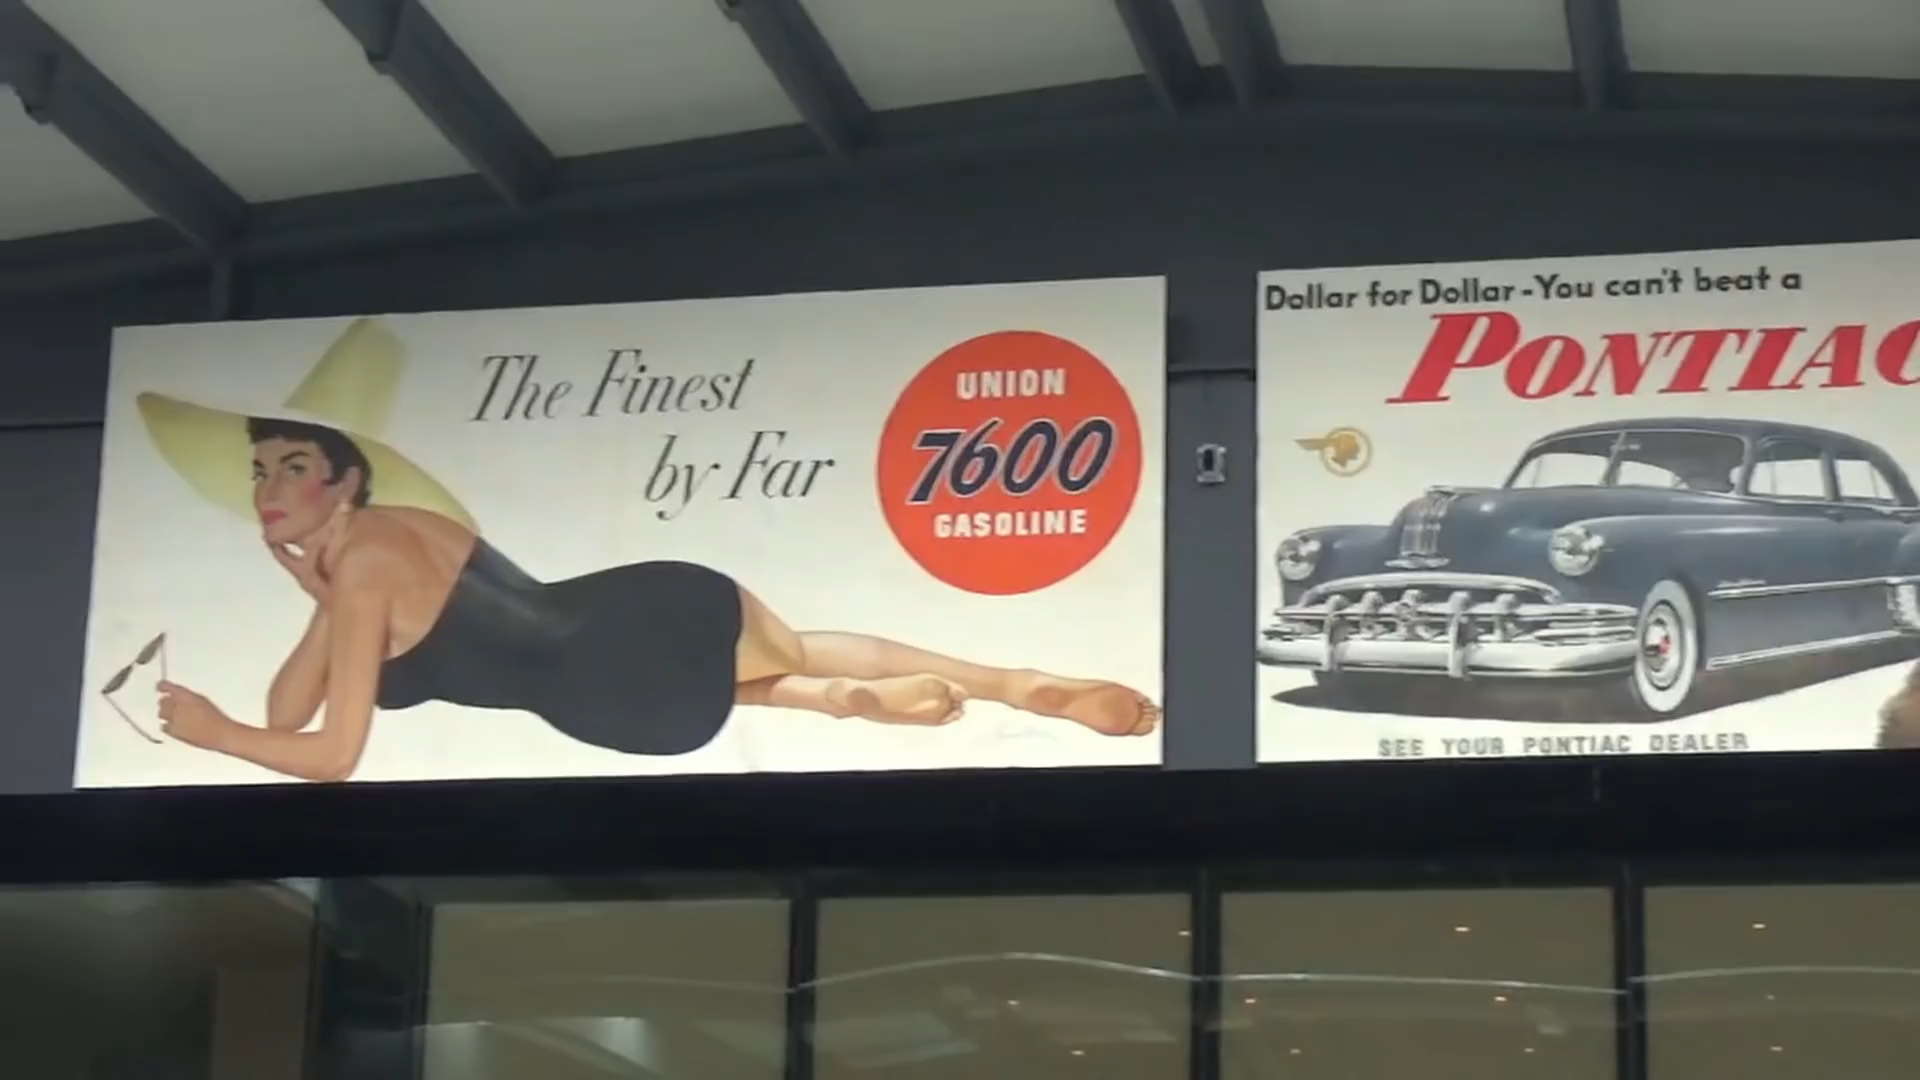 The Finest
by Far
UNION
7600
GASOLINE
Dollar for Dollar-You can't beat a
PONTIAC
SEE YOUR PONTIAC DEALER